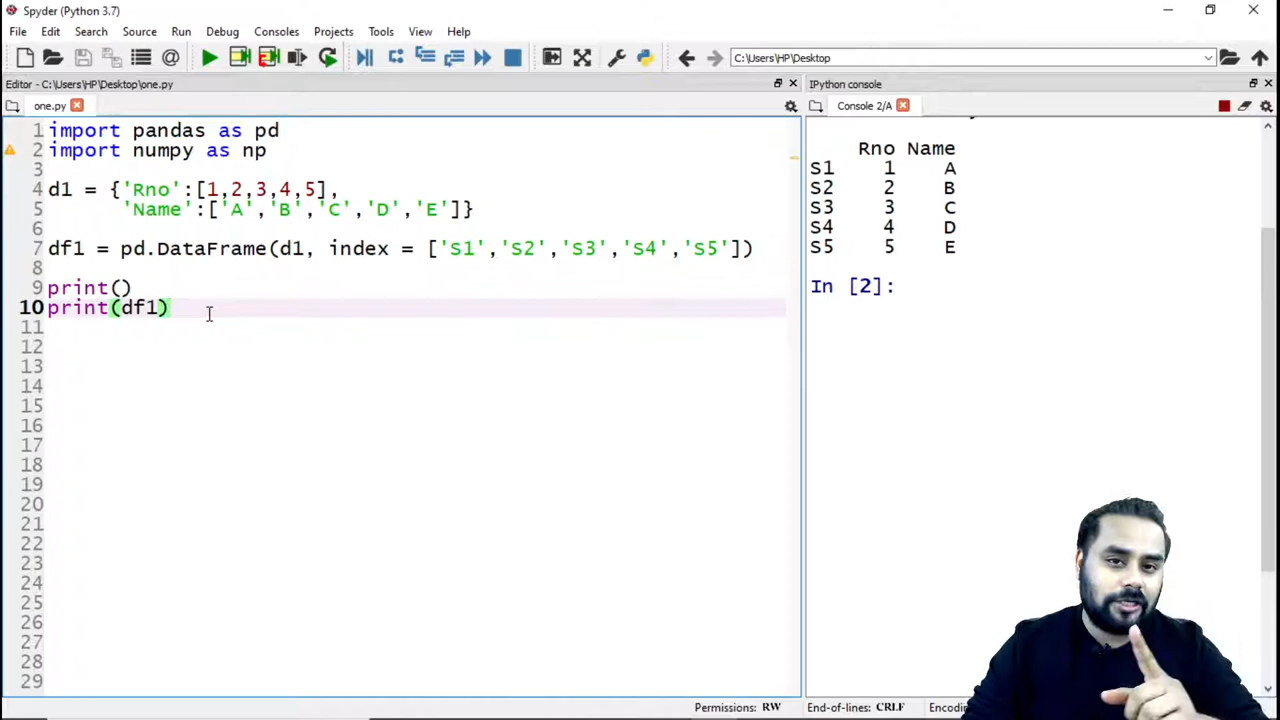 Spyder (Python 3.7)
File Edit Search Source Run Debug Consoles Projects Tools View Help
C:\Users\HP\Desktop
Editor - C:\Users\HP\Desktop\one.py
IPython console
one.py
Console 2/A
1 import pandas as pd
2 import numpy as np
3
4 d1 = {'Rno':[1,2,3,4,5],
5 'Name':['A','B','C','D','E']}
6
7 df1 = pd.DataFrame(d1, index = ['S1','S2','S3','S4','S5'])
8
9 print()
10 print(df1)
11
12
13
14
15
16
17
18
19
20
21
22
23
24
25
26
27
28
29
Rno Name
S1 1 A
S2 2 B
S3 3 C
S4 4 D
S5 5 E
In [2]:
Permissions: RW End-of-lines: CRLF Encoding